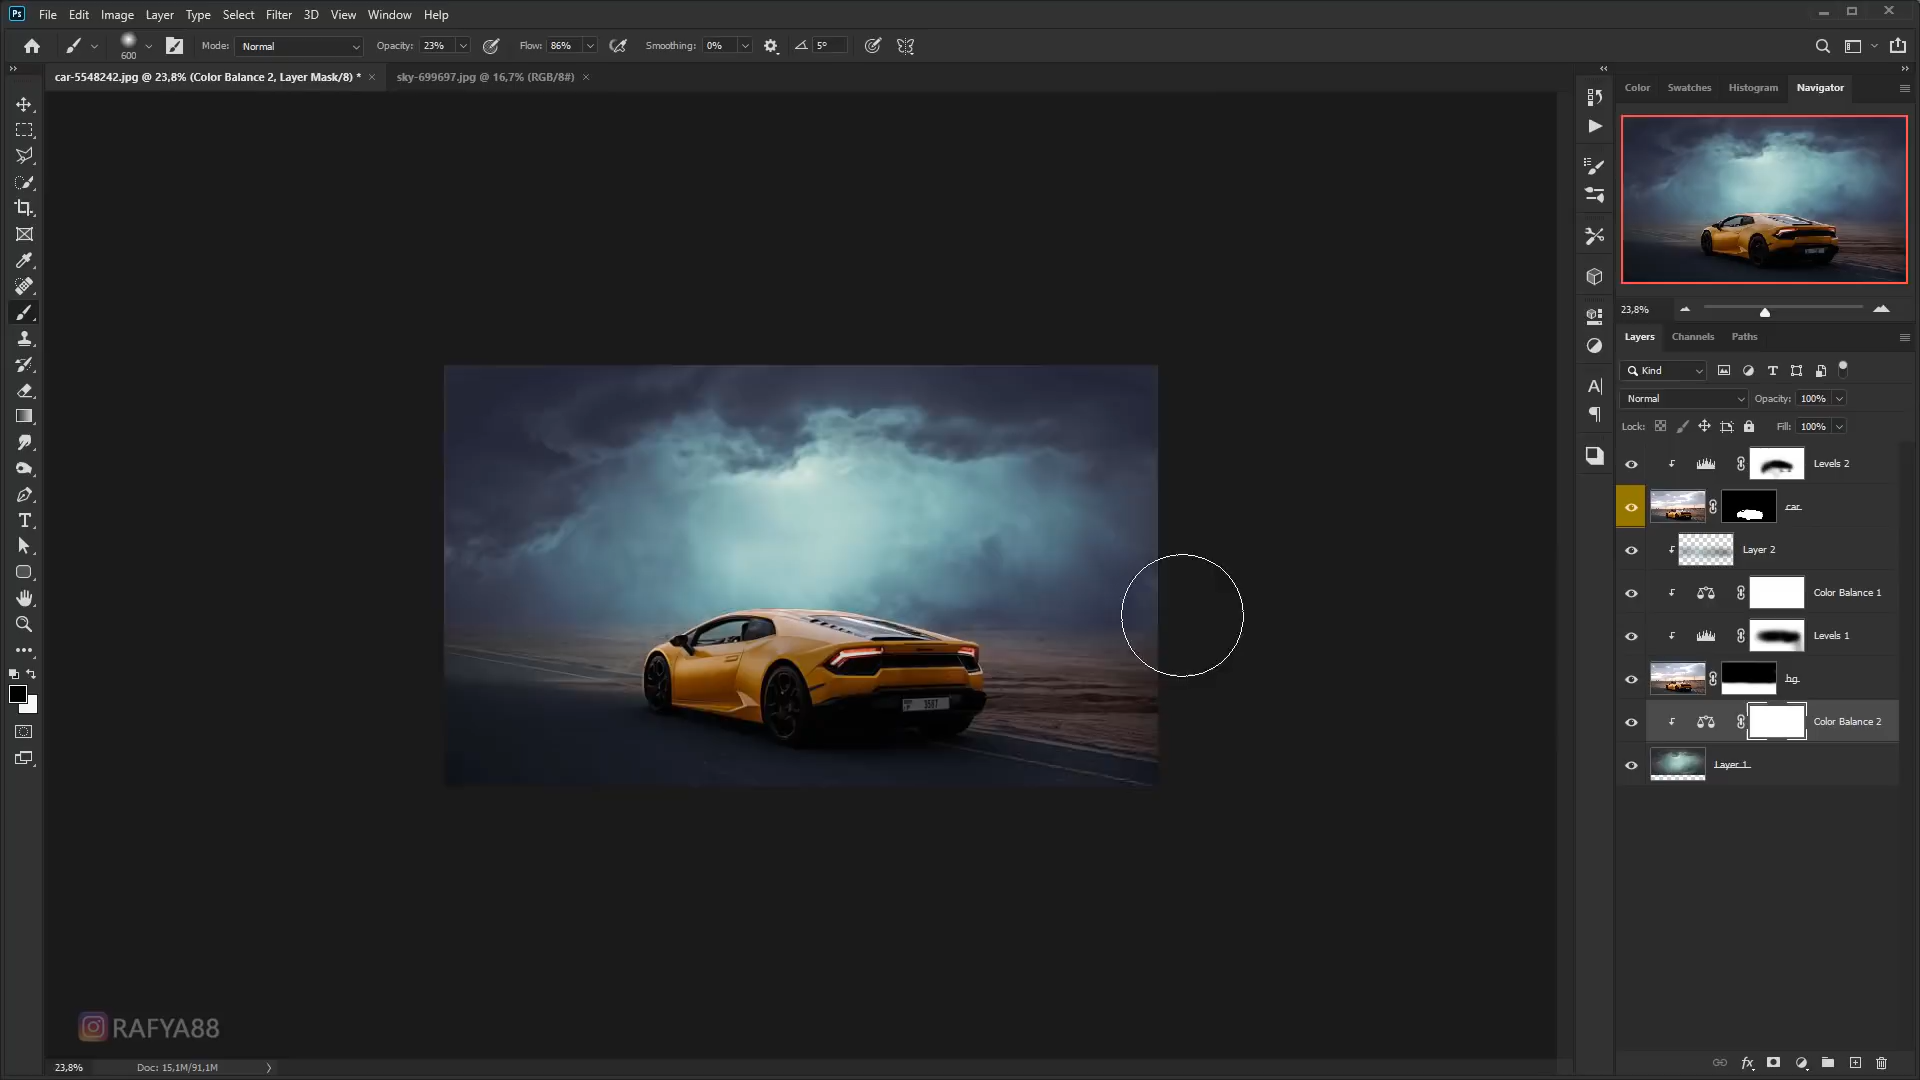 Ps File Edit Image Layer Type Select Filter 3D View Window Help
600 Mode: Normal Opacity: 23% Flow: 86% Smoothing: 0% 5°
car-5548242.jpg @ 23,8% (Color Balance 2, Layer Mask/8) * × sky-699697.jpg @ 16,7% (RGB/8#) ×
Color Swatches Histogram Navigator
23,8%
Layers Channels Paths
Kind
Normal Opacity: 100%
Lock: Fill: 100%
Levels 2
car
Layer 2
Color Balance 1
Levels 1
bg
Color Balance 2
Layer 1
RAFYA88
23,8% Doc: 15,1M/91,1M